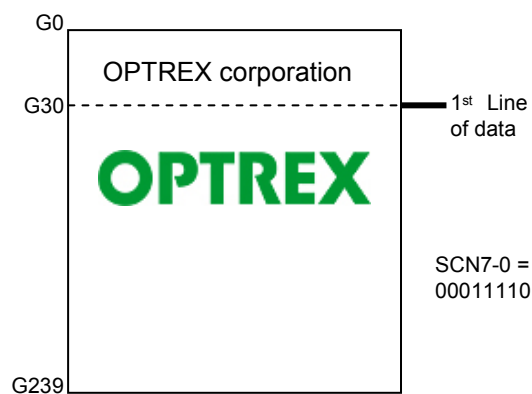 G0
OPTREX corporation
G30
1st Line
of data
OPTREX
SCN7-0 =
00011110
G239